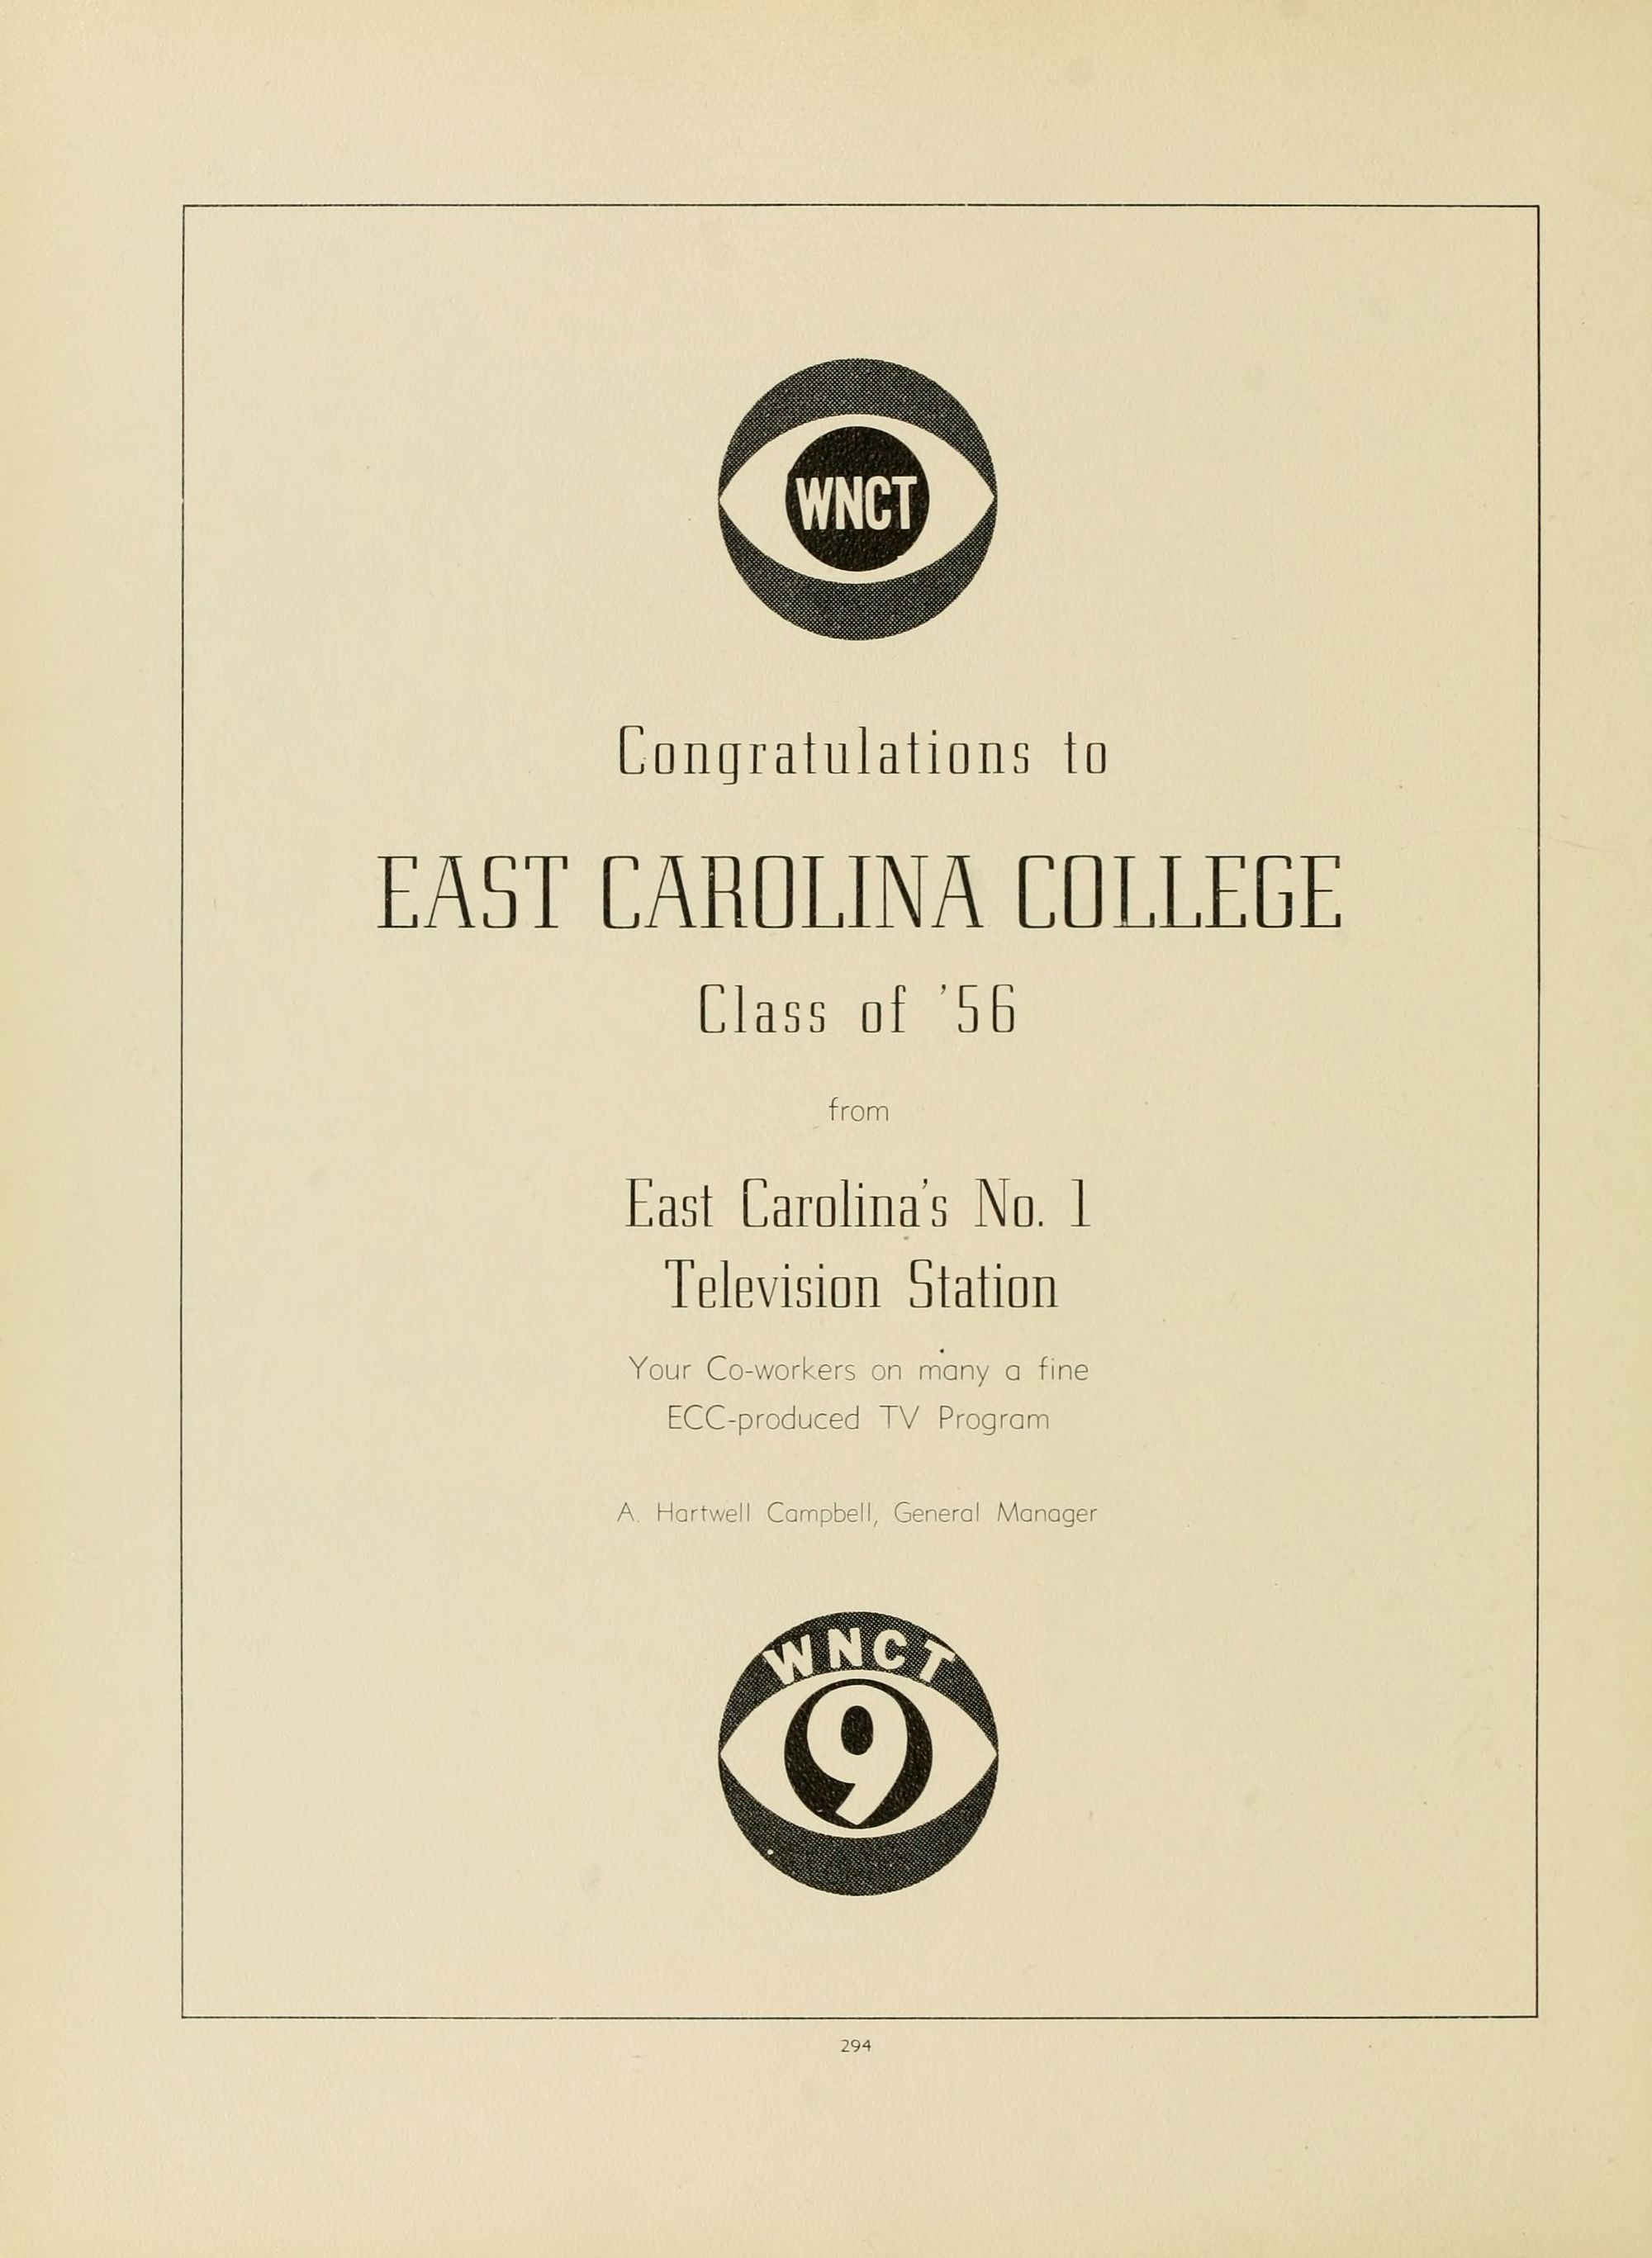 WNCT
Congratulations to
EAST CAROLINA COLLEGE
Class of '56
from
East Carolina's No. 1
Television Station
Your Co-workers on many a fine
ECC-produced TV Program
A. Hartwell Campbell, General Manager
WNCT
9
294